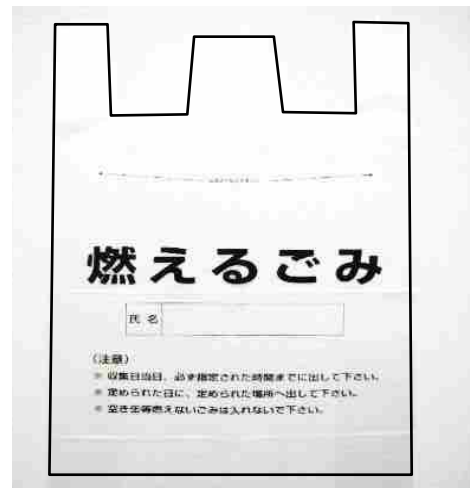 燃えるごみ
氏名
(注意)
※ 収集日当日、必ず指定された時間までに出して下さい。
※ 定められた日に、定められた場所へ出して下さい。
※ 空き缶等燃えないごみは入れないで下さい。